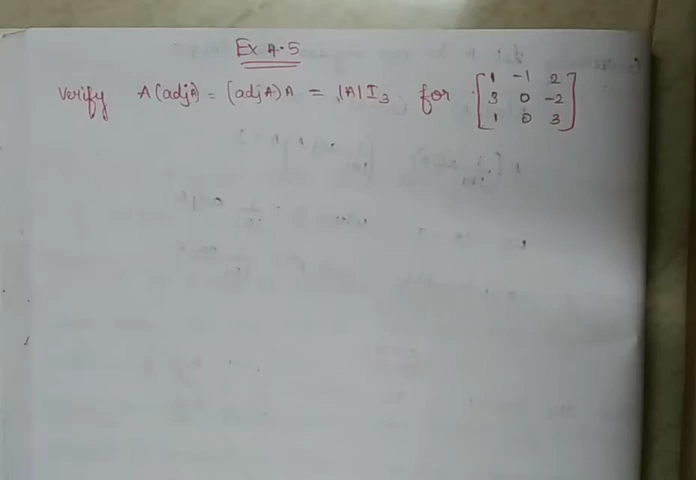 Ex 4.5
Verify A(adjA) = (adjA)A = |A| I₃ for [ 1 -1 2
3 0 -2
1 0 3 ]